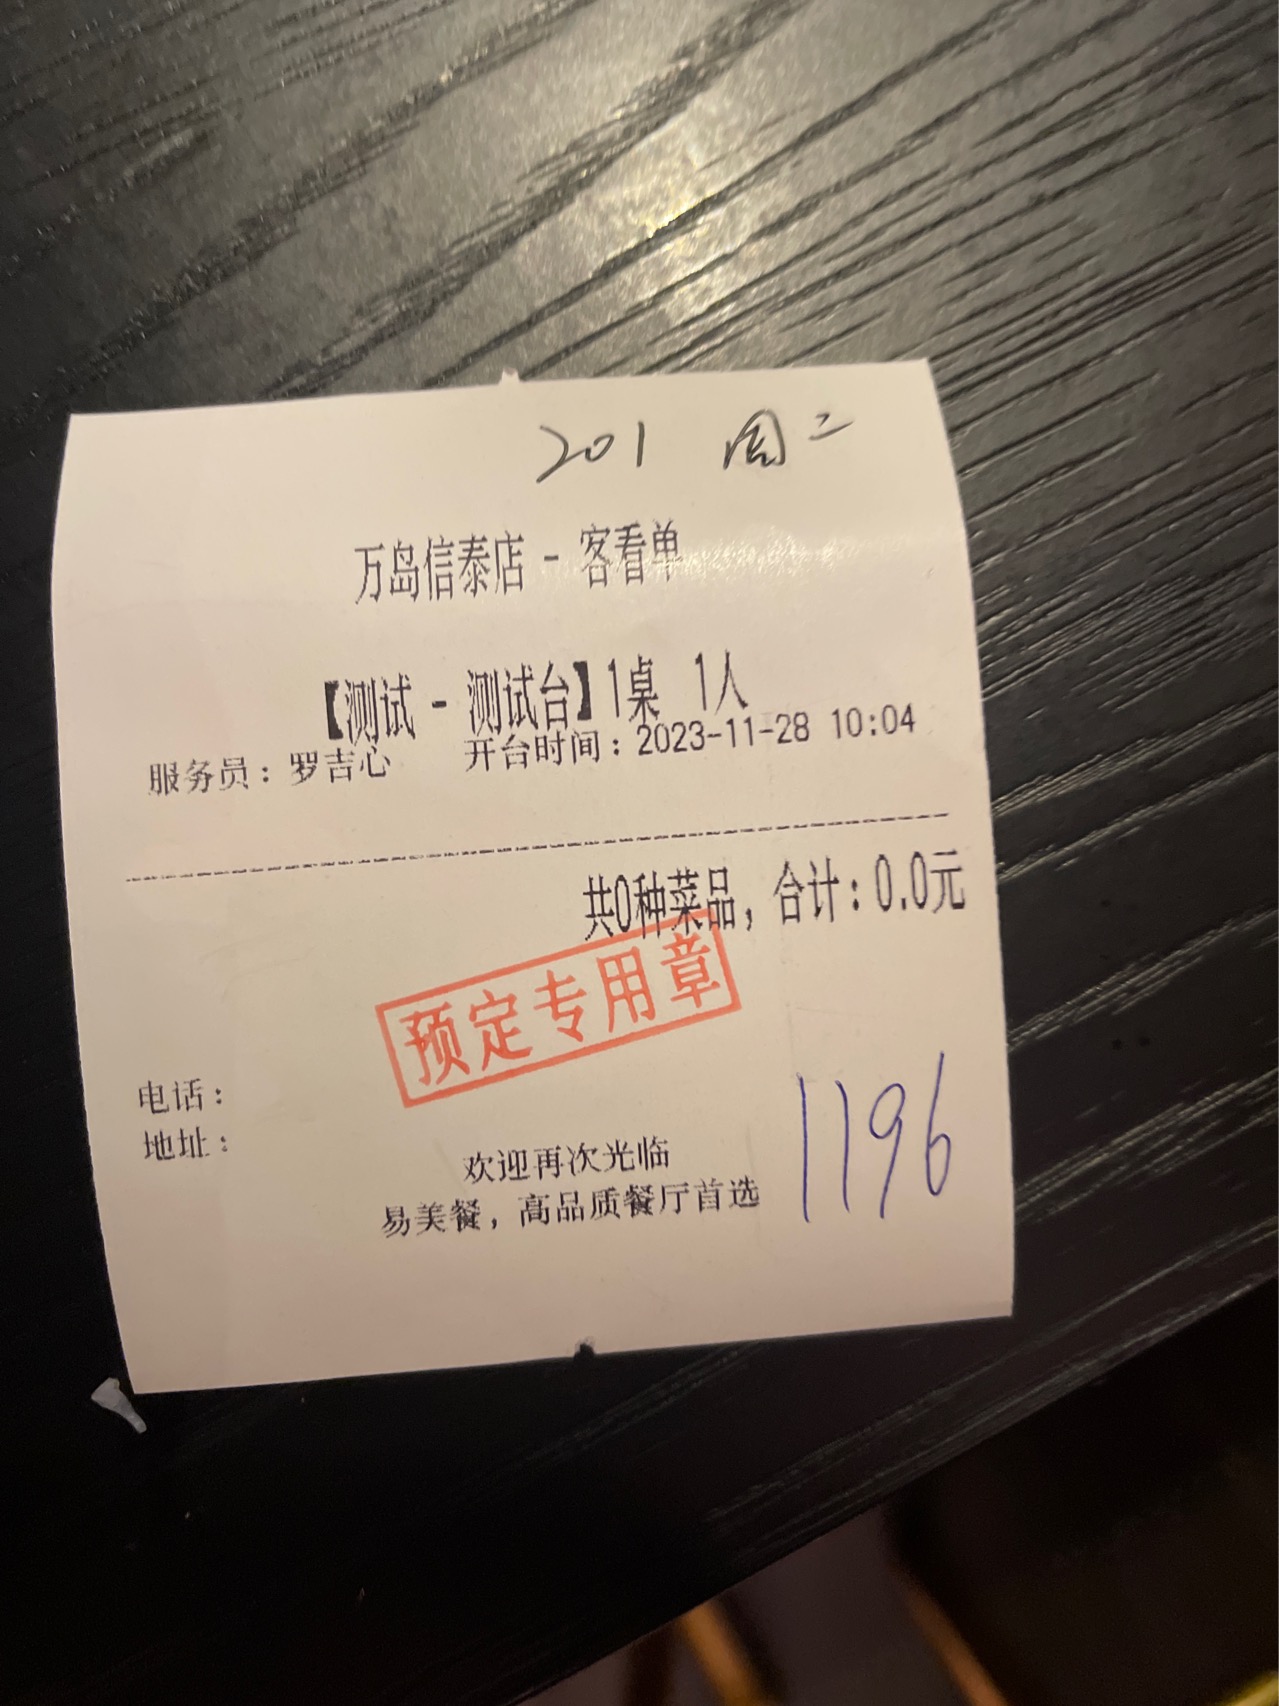 201 周二
万岛信泰店 - 客看单
【测试 - 测试台】1桌 1人
服务员：罗吉心 开台时间：2023-11-28 10:04
共0种菜品，合计：0.0元
预定专用章
电话：
地址：
1196
欢迎再次光临
易美餐，高品质餐厅首选